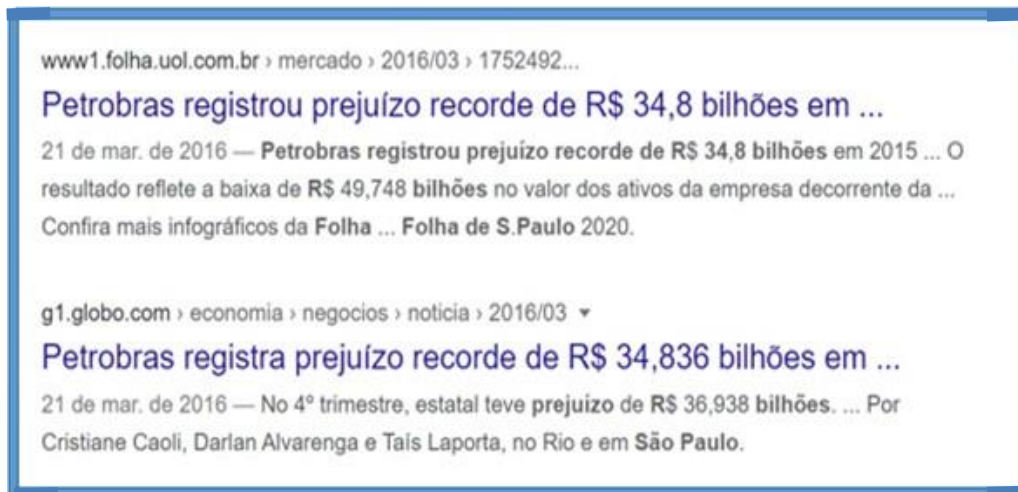 www1.folha.uol.com.br › mercado › 2016/03 › 1752492...
Petrobras registrou prejuízo recorde de R$ 34,8 bilhões em ...
21 de mar. de 2016 — Petrobras registrou prejuízo recorde de R$ 34,8 bilhões em 2015 ... O
resultado reflete a baixa de R$ 49,748 bilhões no valor dos ativos da empresa decorrente da ...
Confira mais infográficos da Folha ... Folha de S.Paulo 2020.
g1.globo.com › economia › negocios › noticia › 2016/03
Petrobras registra prejuízo recorde de R$ 34,836 bilhões em ...
21 de mar. de 2016 — No 4º trimestre, estatal teve prejuízo de R$ 36,938 bilhões. ... Por
Cristiane Caoli, Darlan Alvarenga e Taís Laporta, no Rio e em São Paulo.